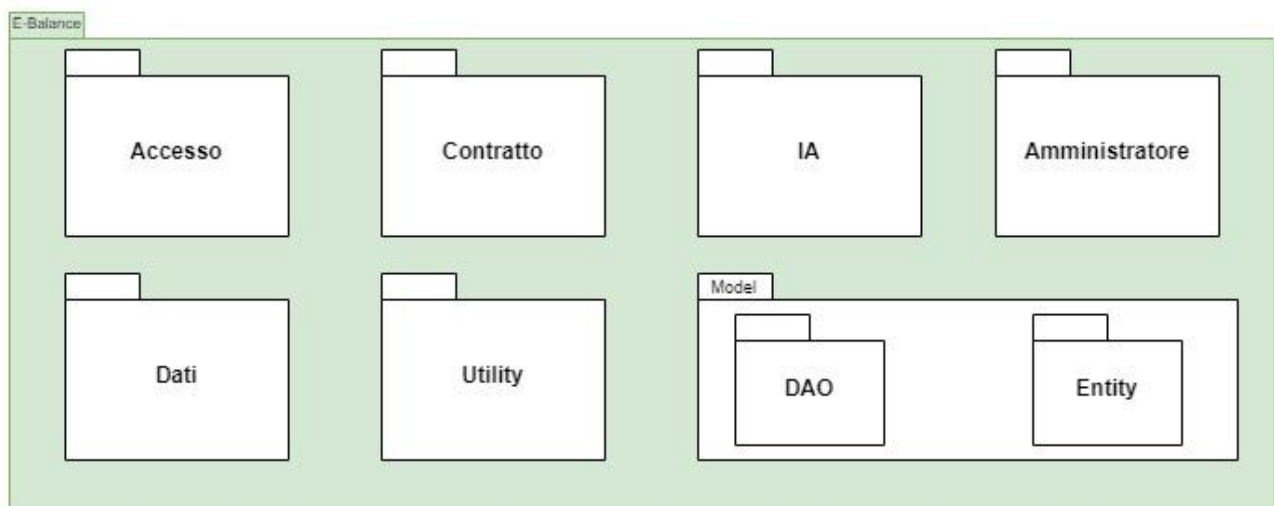 E-Balance
Accesso
Contratto
IA
Amministratore
Dati
Utility
Model
DAO
Entity